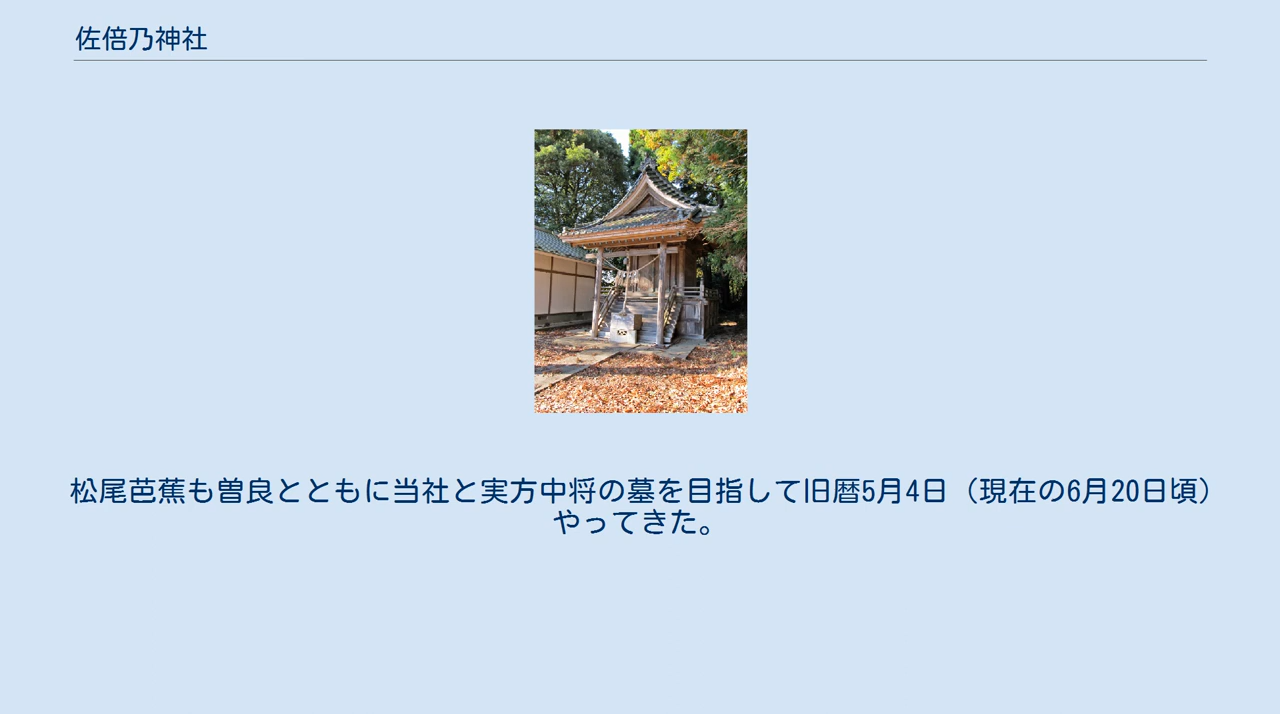 佐倍乃神社
松尾芭蕉も曽良とともに当社と実方中将の墓を目指して旧暦5月4日（現在の6月20日頃）
やってきた。